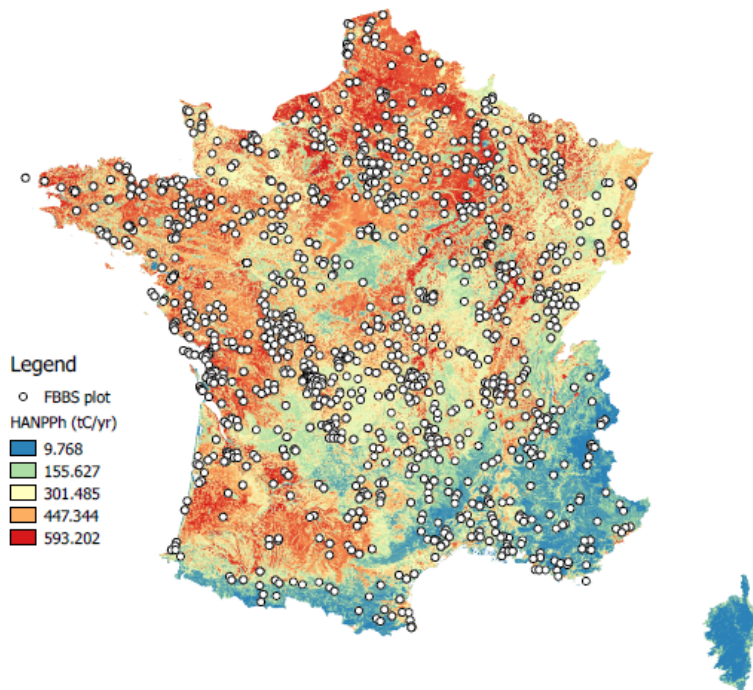 Legend
FBBS plot
HANPPh (tC/yr)
9.768
155.627
301.485
447.344
593.202